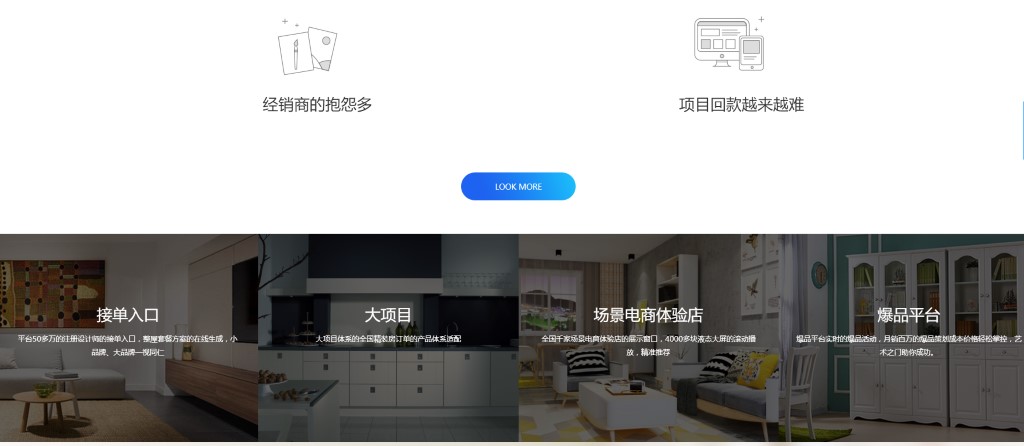 经销商的抱怨多
项目回款越来越难
LOOK MORE
接单入口
平台50多万的注册设计师的接单入口，整屋套装方案的在线生成，小
品牌、大品牌一视同仁
大项目
大项目体系的全国精装房订单的产品体系适配
场景电商体验店
全国千家场景电商体验店的展示窗口，4000多块液态大屏的滚动播
放，精准推荐
爆品平台
爆品平台实时的爆品活动，月销百万的爆品策划成本价格轻松掌控，艺
术之门助你成功。